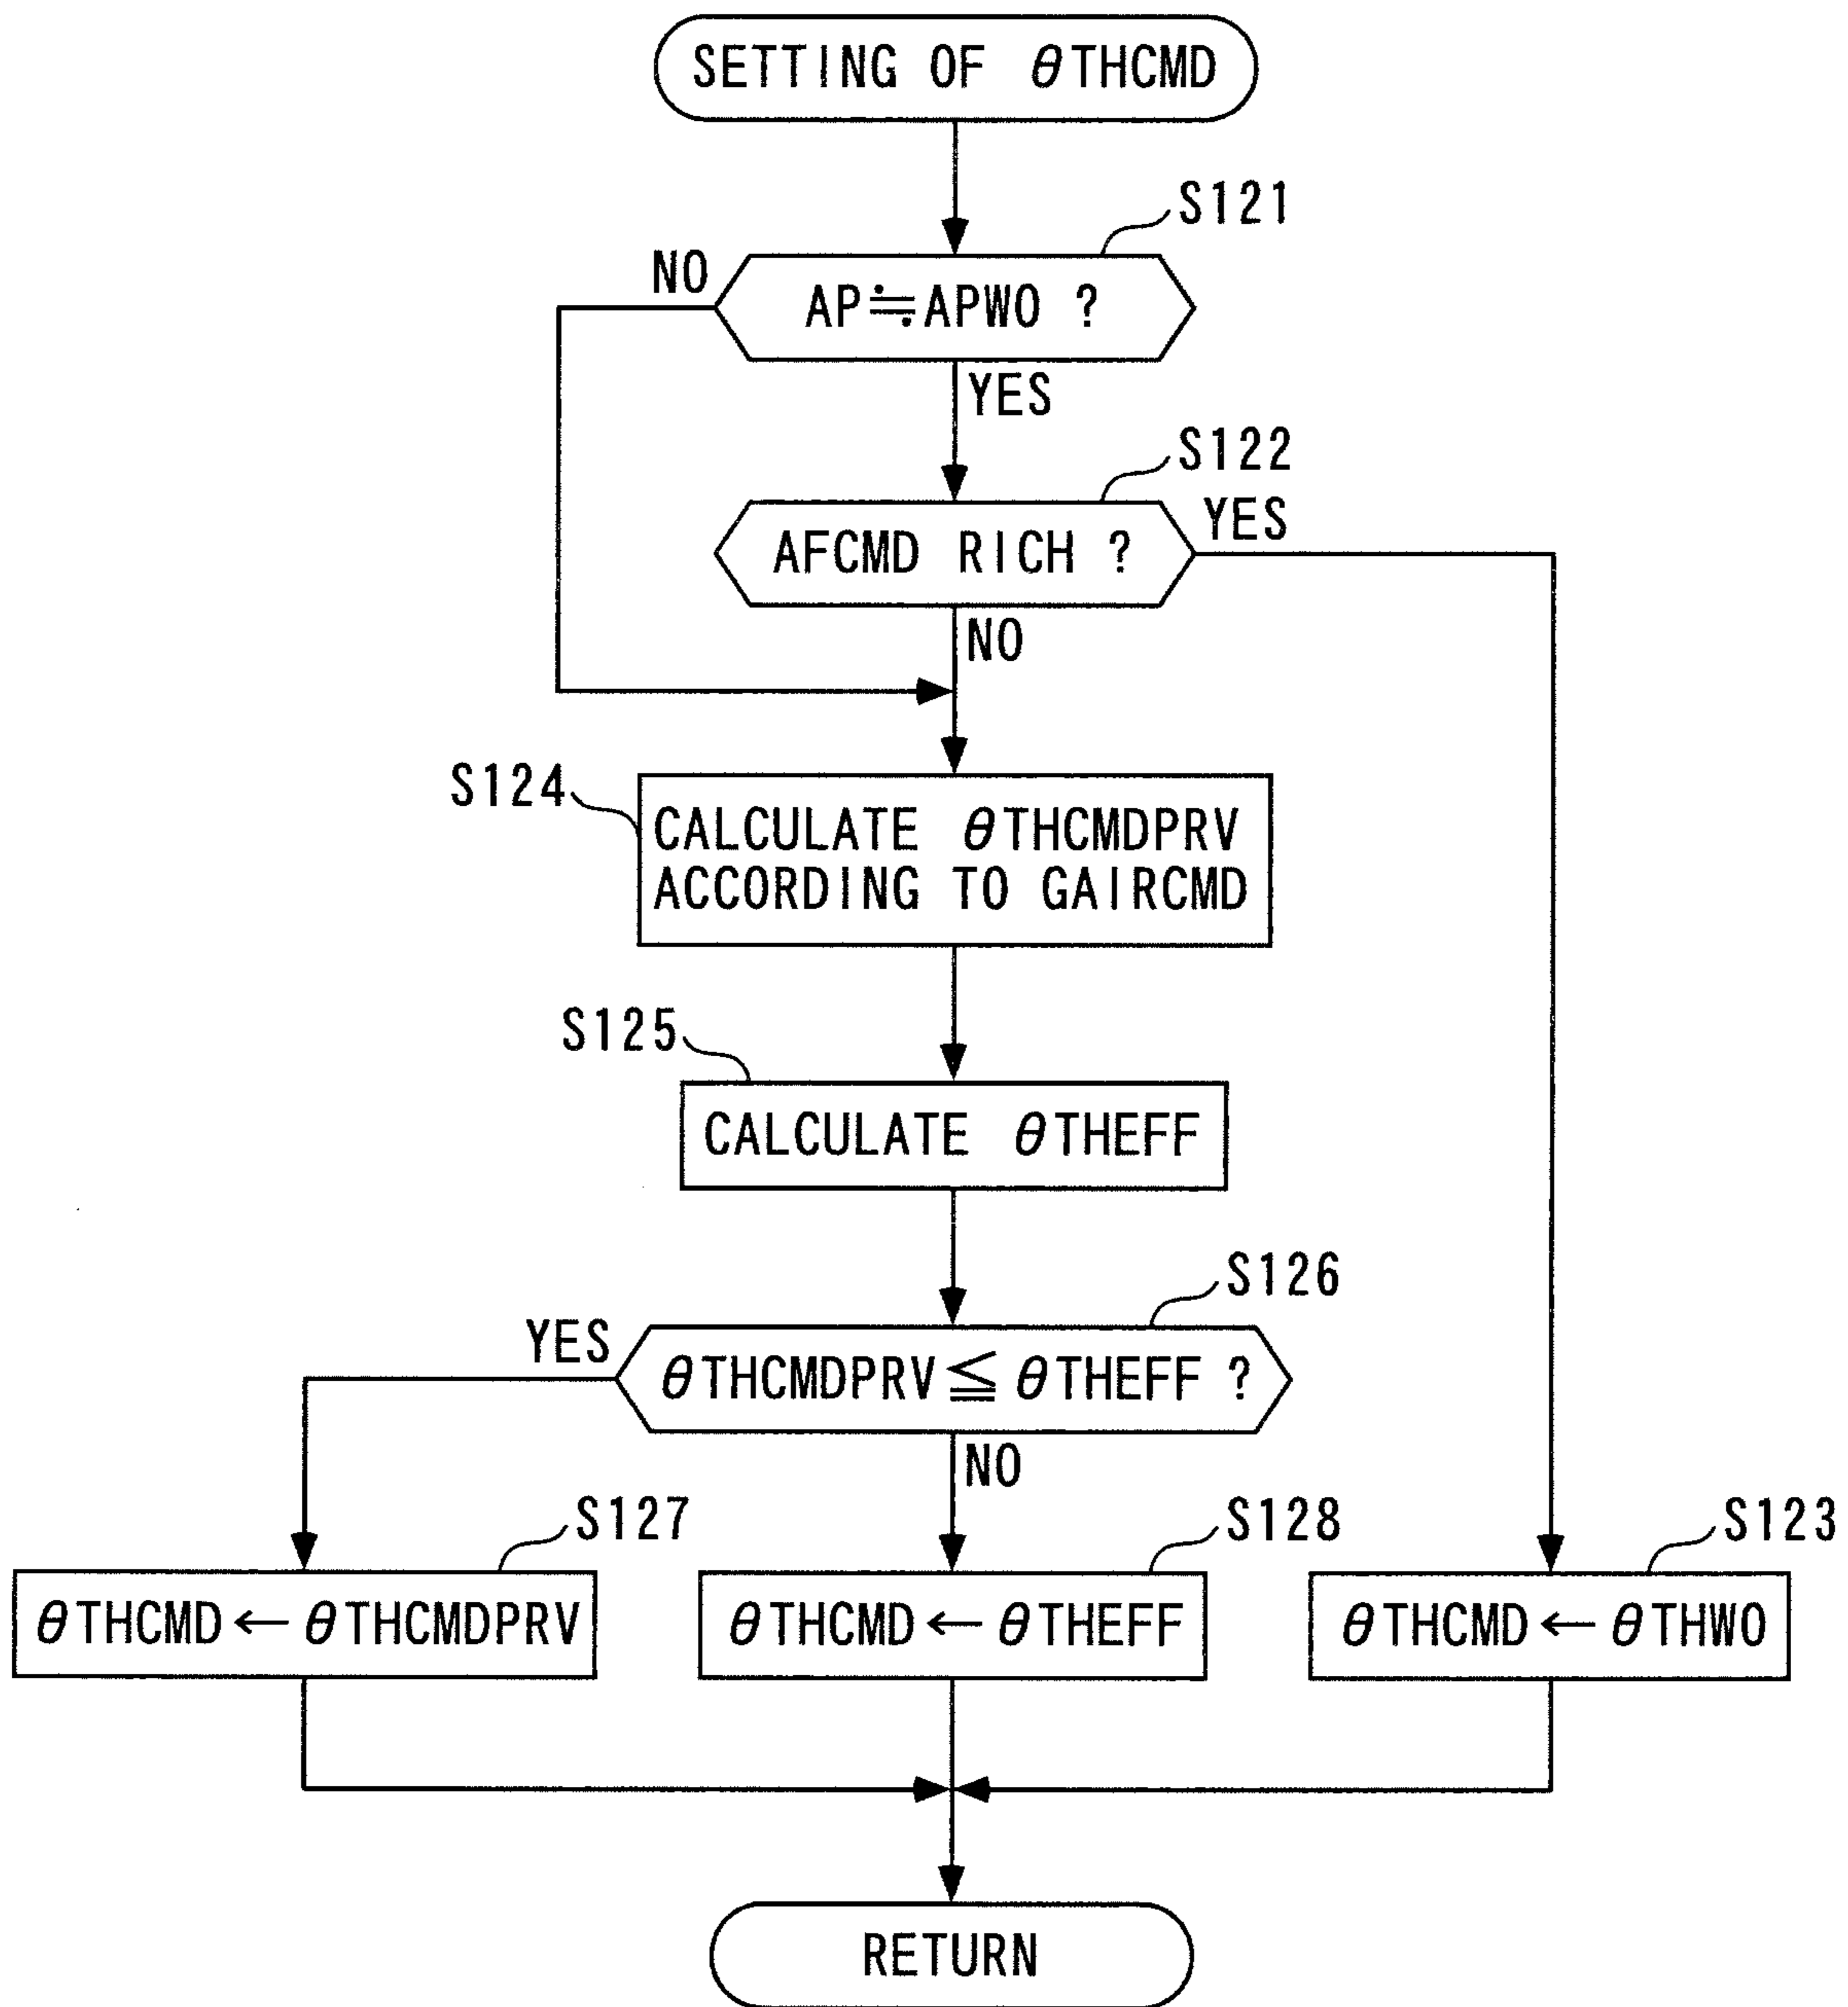 SETTING OF θTHCMD
S121
NO
AP≒APWO ?
YES
S122
YES
AFCMD RICH ?
NO
S124
CALCULATE θTHCMDPRV
ACCORDING TO GAIRCMD
S125
CALCULATE θTHEFF
S126
YES
θTHCMDPRV≦θTHEFF ?
NO
S127
S128
S123
θTHCMD←θTHCMDPRV
θTHCMD←θTHEFF
θTHCMD←θTHWO
RETURN